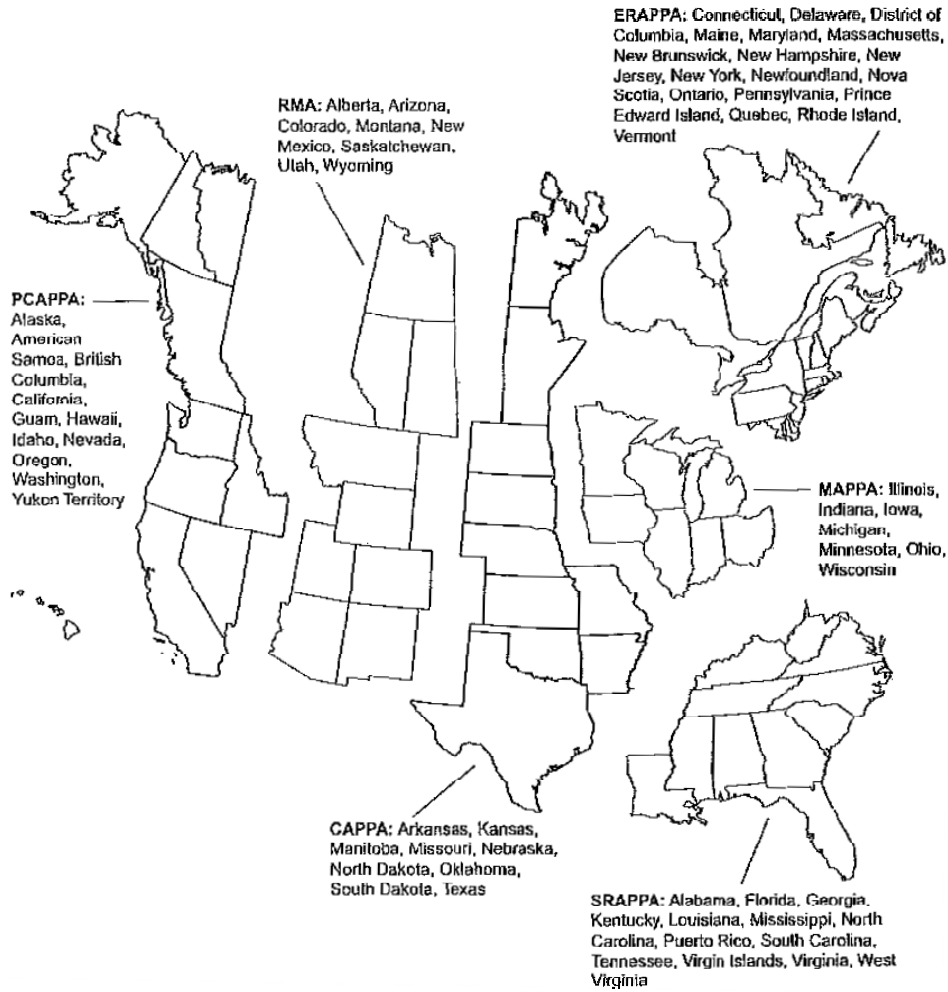 ERAPPA: Connecticut, Delaware, District of
Columbia, Maine, Maryland, Massachusetts,
New Brunswick, New Hampshire, New
Jersey, New York, Newfoundland, Nova
Scotia, Ontario, Pennsylvania, Prince
Edward Island, Quebec, Rhode Island,
Vermont
RMA: Alberta, Arizona,
Colorado, Montana, New
Mexico, Saskatchewan,
Utah, Wyoming
PCAPPA:
Alaska,
American
Samoa, British
Columbia,
California,
Guam, Hawaii,
Idaho, Nevada,
Oregon,
Washington,
Yukon Territory
MAPPA: Illinois,
Indiana, Iowa,
Michigan,
Minnesota, Ohio,
Wisconsin
CAPPA: Arkansas, Kansas,
Manitoba, Missouri, Nebraska,
North Dakota, Oklahoma,
South Dakota, Texas
SRAPPA: Alabama, Florida, Georgia,
Kentucky, Louisiana, Mississippi, North
Carolina, Puerto Rico, South Carolina,
Tennessee, Virgin Islands, Virginia, West
Virginia